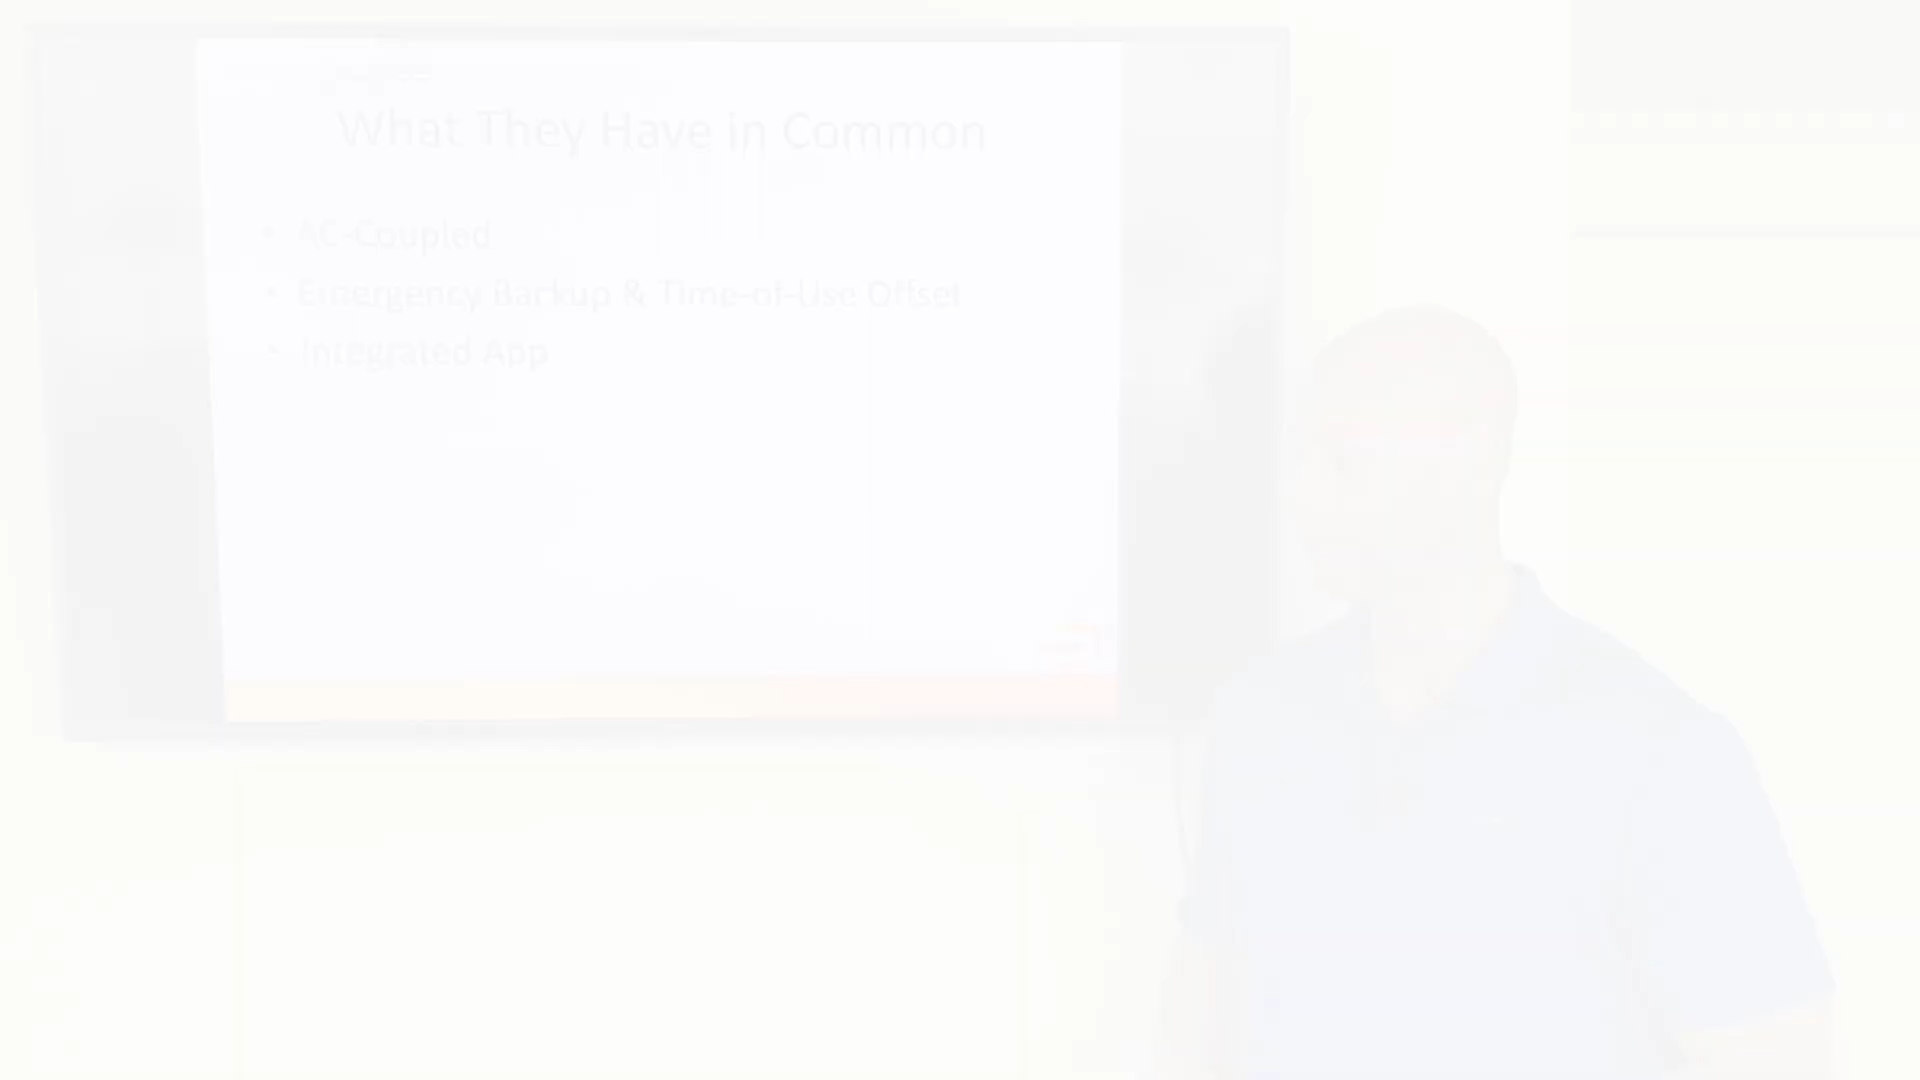 What They Have in Common
• AC-Coupled
• Emergency Backup & Time-of-Use Offset
• Integrated App